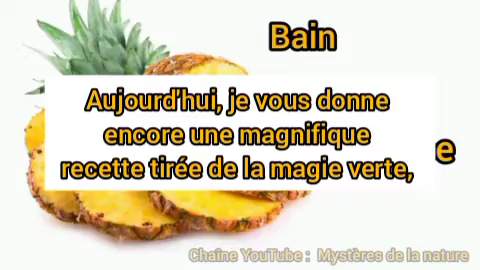 Bain
Aujourd'hui, je vous donne
encore une magnifique
recette tirée de la magie verte,
e
Chaîne YouTube : Mystères de la nature